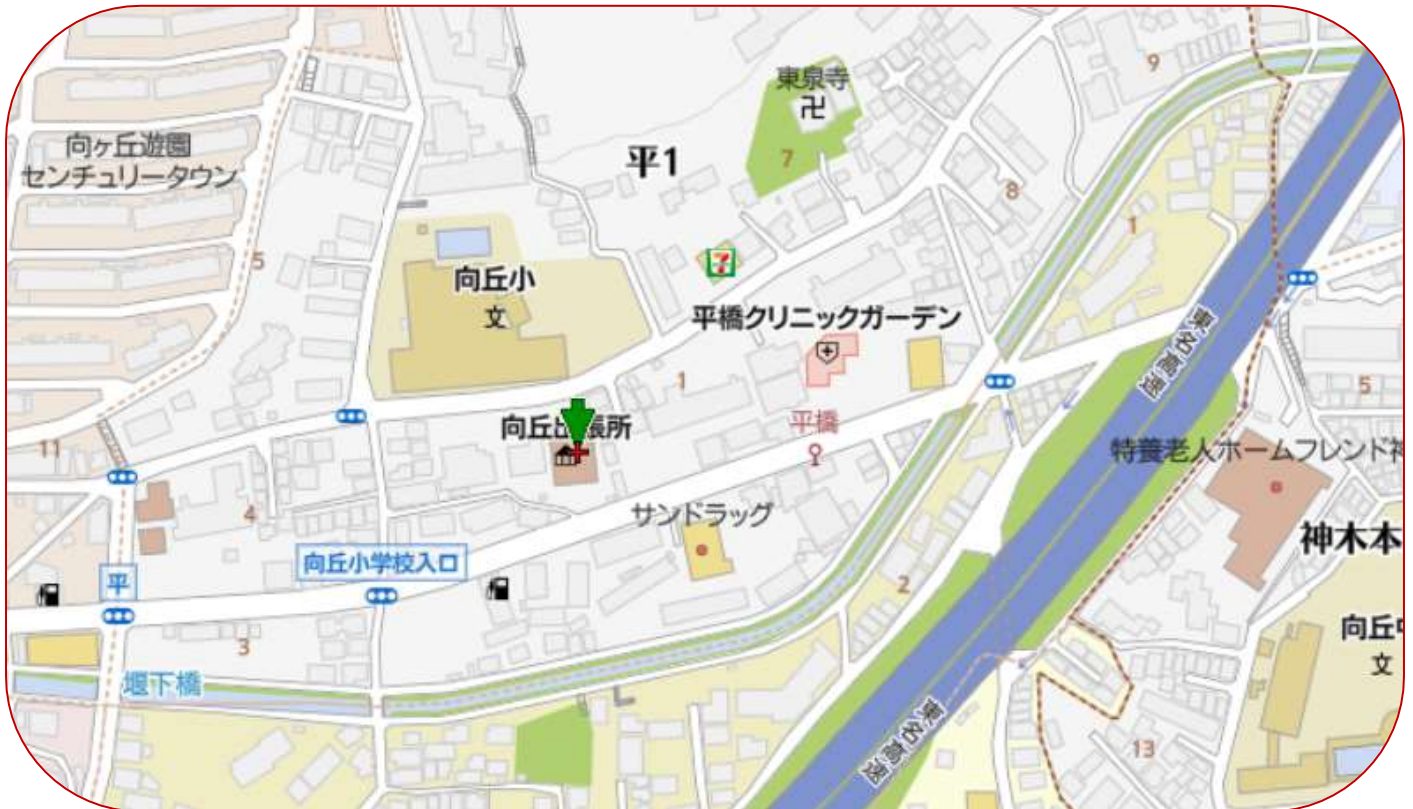 東泉寺
卍
9
向ヶ丘遊園
センチュリータウン
平1
7
8
1
5
向丘小
文
7
平橋クリニックガーデン
東名高速
1
5
向丘出張所
平橋
11
特養老人ホームフレンド神
4
サンドラッグ
神木本
向丘小学校入口
平
2
3
向丘中
文
堰下橋
東名高速
13